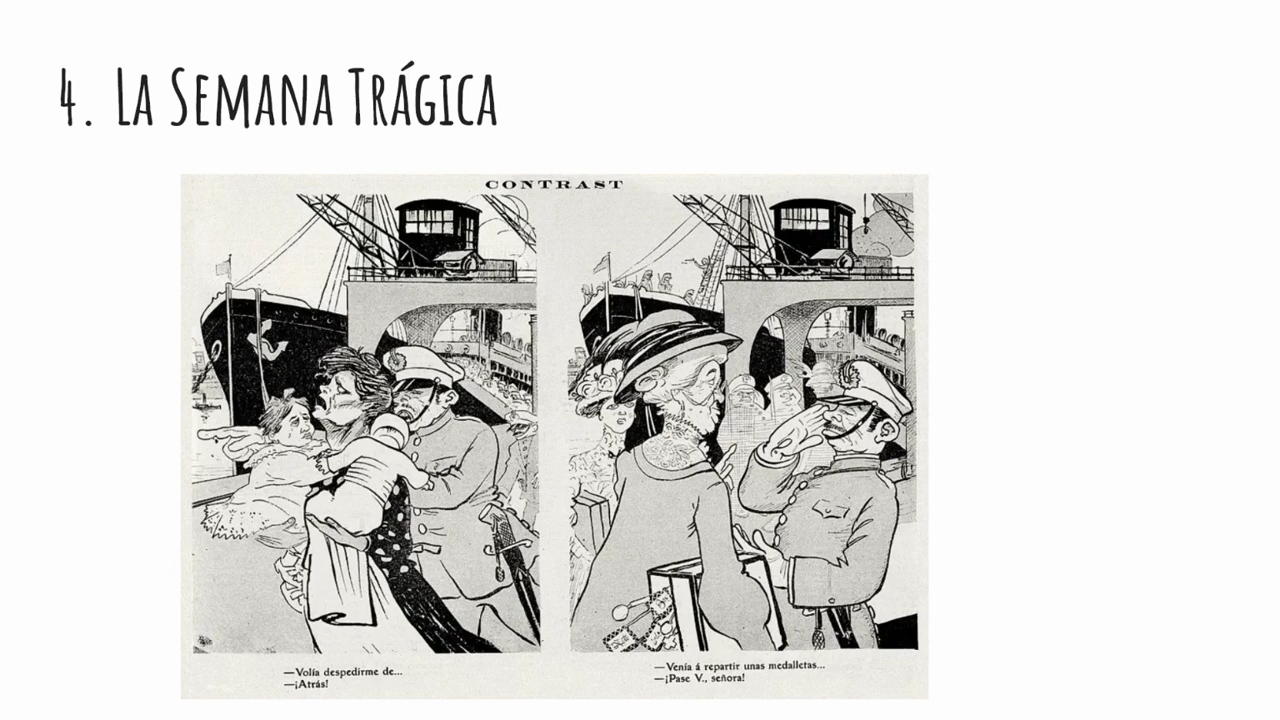 4. La Semana Trágica
CONTRAST
—Volía despedirme de...
—¡Atrás!
—Venía á repartir unas medalletas...
—¡Pase V., señora!